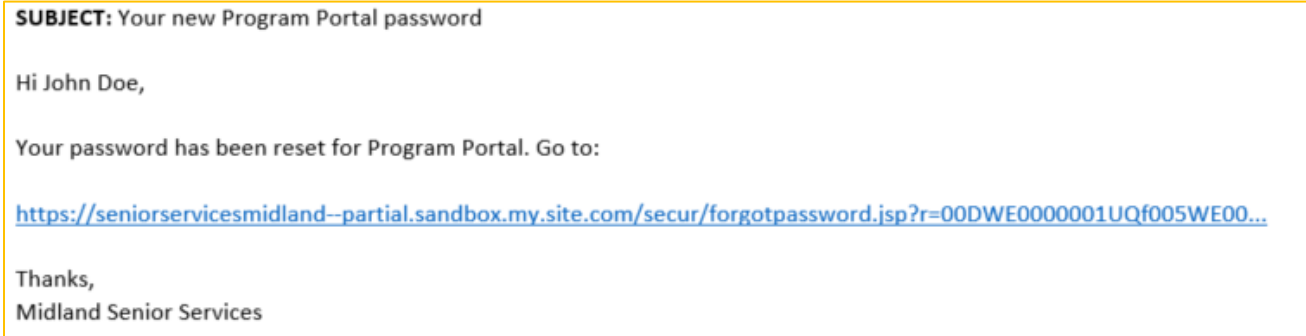 SUBJECT: Your new Program Portal password
Hi John Doe,
Your password has been reset for Program Portal. Go to:
https://seniorservicesmidland--partial.sandbox.my.site.com/secur/forgotpassword.jsp?r=00DWE0000001UQf005WE00...
Thanks,
Midland Senior Services